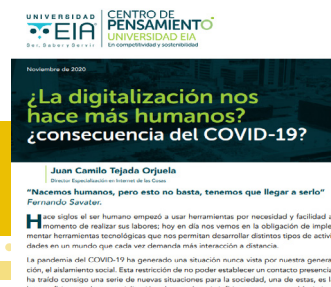 UNIVERSIDAD
EIA
Ser, Saber y Servir
CENTRO DE
PENSAMIENTO
UNIVERSIDAD EIA
En competitividad y sostenibilidad
Noviembre de 2020
¿La digitalización nos
hace más humanos?
¿consecuencia del COVID-19?
Juan Camilo Tejada Orjuela
Director Especialización en Internet de las Cosas
"Nacemos humanos, pero esto no basta, tenemos que llegar a serlo"
Fernando Savater.
Hace siglos el ser humano empezó a usar herramientas por necesidad y facilidad a
momento de realizar sus labores; hoy en día nos vemos en la obligación de imple
mentar herramientas tecnológicas que nos permitan desarrollar distintos tipos de activi
dades en un mundo que cada vez demanda más interacción a distancia.
La pandemia del COVID-19 ha generado una situación nunca vista por nuestra genera
ción, el aislamiento social. Esta restricción de no poder establecer un contacto presencia
ha traído consigo una serie de nuevas situaciones para la sociedad, una de estas, es l